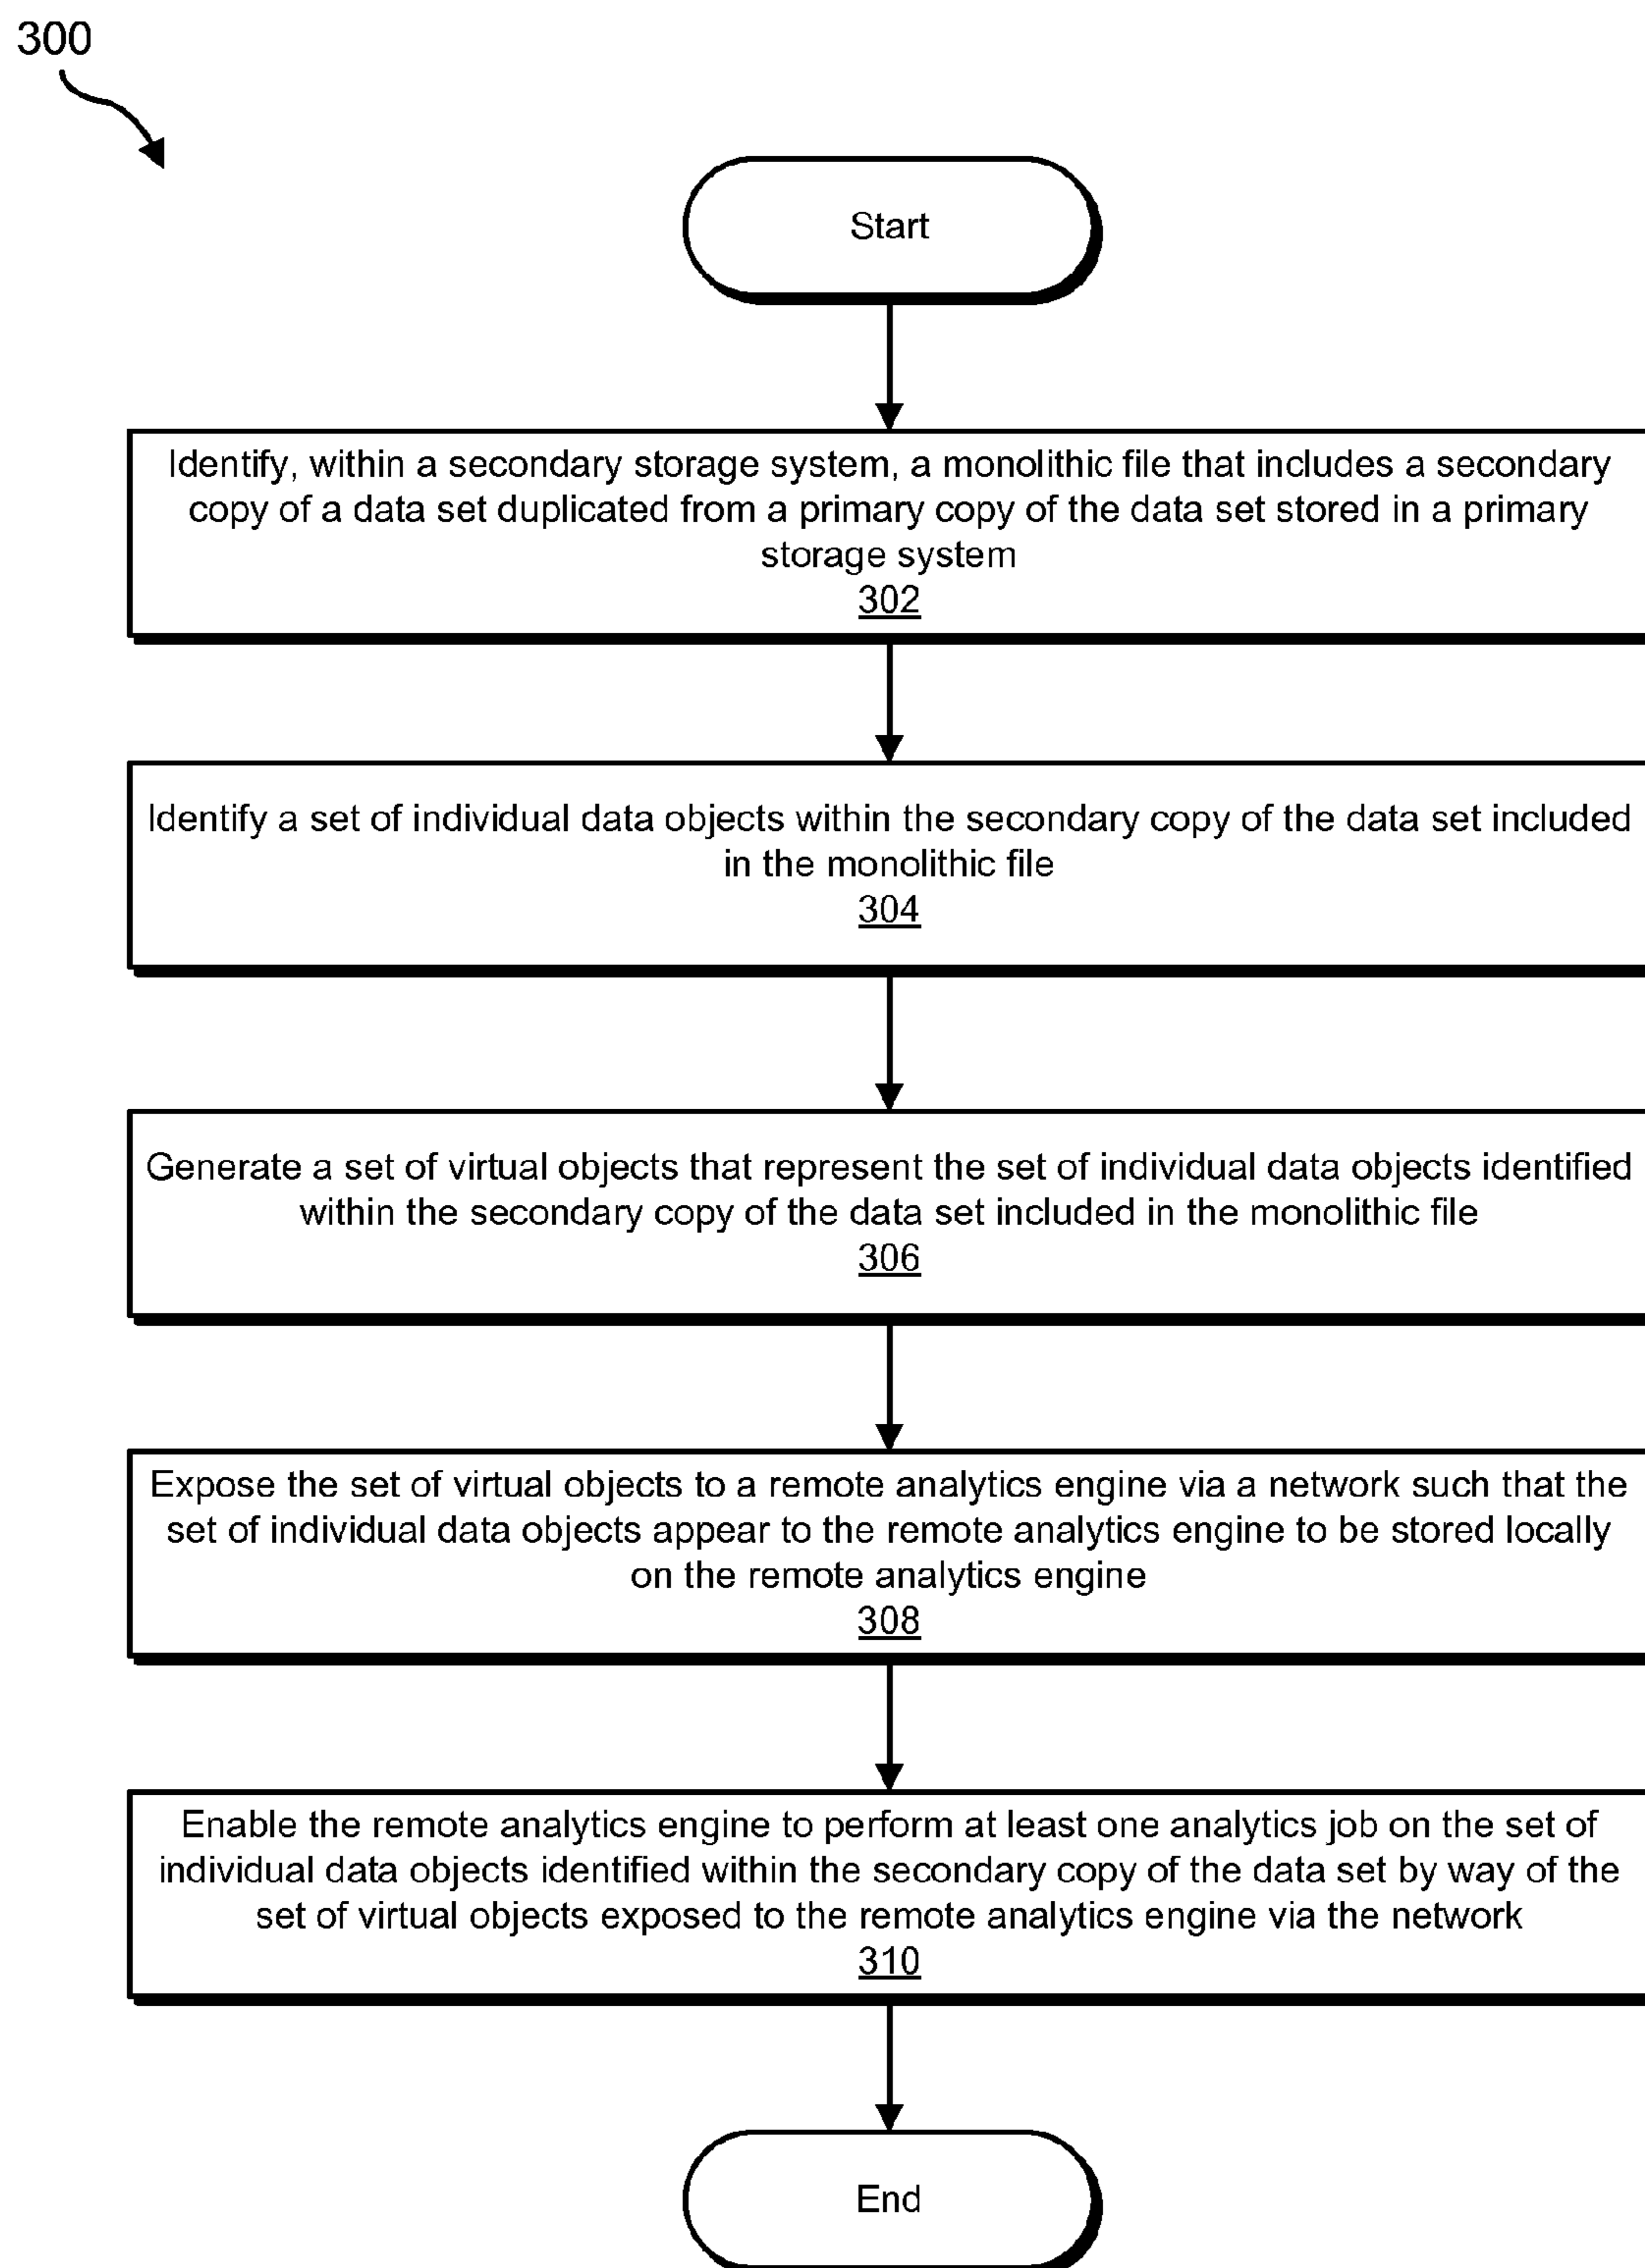 300
Start
Identify, within a secondary storage system, a monolithic file that includes a secondary
copy of a data set duplicated from a primary copy of the data set stored in a primary
storage system
302
Identify a set of individual data objects within the secondary copy of the data set included
in the monolithic file
304
Generate a set of virtual objects that represent the set of individual data objects identified
within the secondary copy of the data set included in the monolithic file
306
Expose the set of virtual objects to a remote analytics engine via a network such that the
set of individual data objects appear to the remote analytics engine to be stored locally
on the remote analytics engine
308
Enable the remote analytics engine to perform at least one analytics job on the set of
individual data objects identified within the secondary copy of the data set by way of the
set of virtual objects exposed to the remote analytics engine via the network
310
End